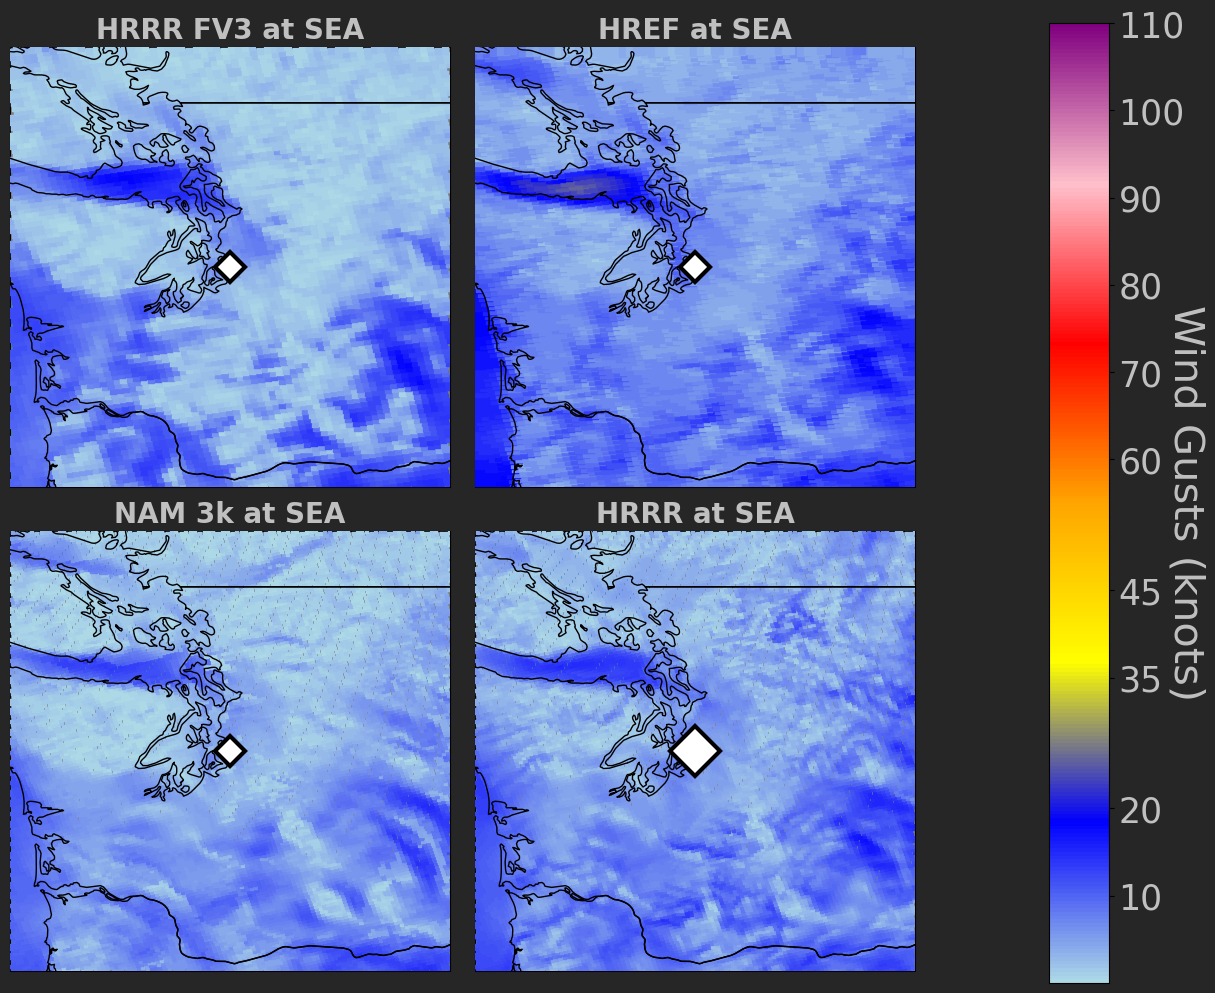 HRRR FV3 at SEA
HREF at SEA
NAM 3k at SEA
HRRR at SEA
110
100
90
80
70
60
45
35
20
10
Wind Gusts (knots)